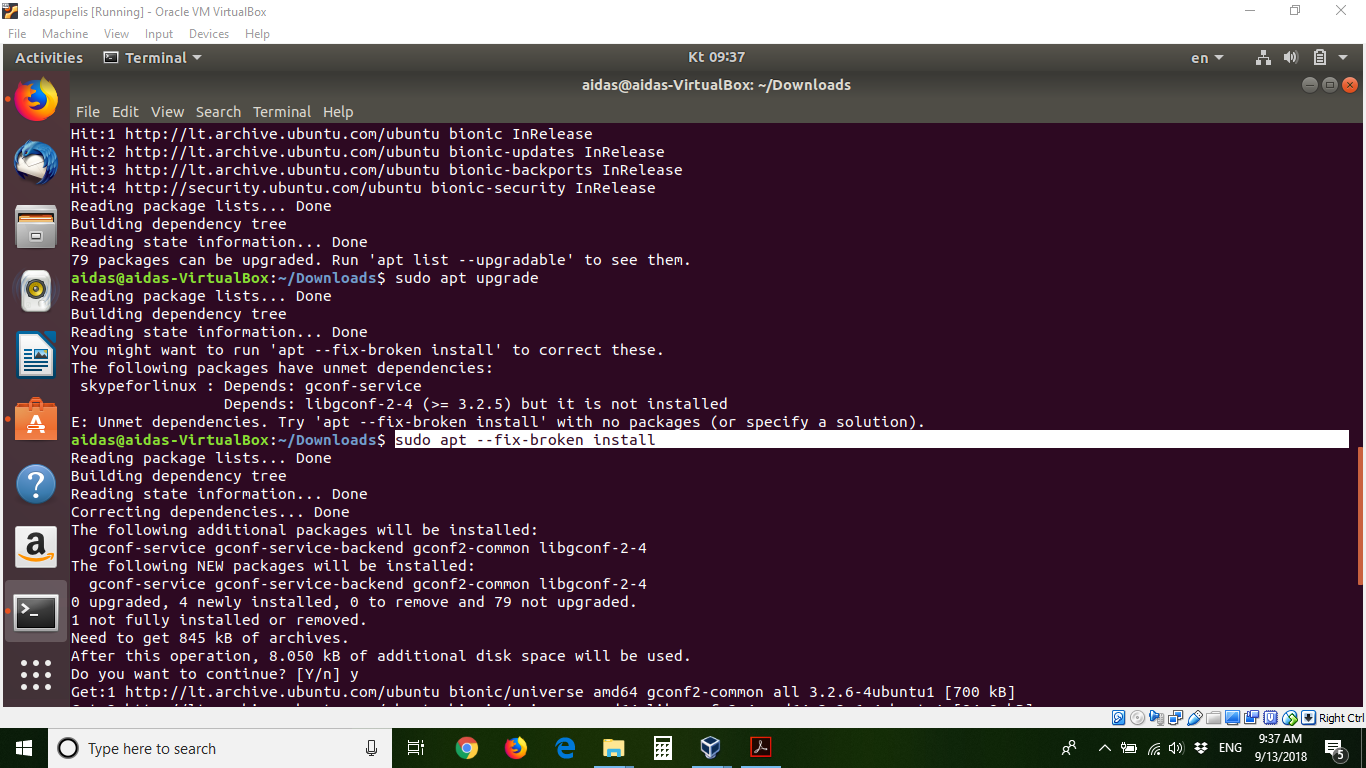 aidaspupelis [Running] - Oracle VM VirtualBox
File Machine View Input Devices Help
Activities Terminal Kt 09:37 en
aidas@aidas-VirtualBox: ~/Downloads
File Edit View Search Terminal Help
Hit:1 http://lt.archive.ubuntu.com/ubuntu bionic InRelease
Hit:2 http://lt.archive.ubuntu.com/ubuntu bionic-updates InRelease
Hit:3 http://lt.archive.ubuntu.com/ubuntu bionic-backports InRelease
Hit:4 http://security.ubuntu.com/ubuntu bionic-security InRelease
Reading package lists... Done
Building dependency tree
Reading state information... Done
79 packages can be upgraded. Run 'apt list --upgradable' to see them.
aidas@aidas-VirtualBox:~/Downloads$ sudo apt upgrade
Reading package lists... Done
Building dependency tree
Reading state information... Done
You might want to run 'apt --fix-broken install' to correct these.
The following packages have unmet dependencies:
skypeforlinux : Depends: gconf-service
Depends: libgconf-2-4 (>= 3.2.5) but it is not installed
E: Unmet dependencies. Try 'apt --fix-broken install' with no packages (or specify a solution).
aidas@aidas-VirtualBox:~/Downloads$ sudo apt --fix-broken install
Reading package lists... Done
Building dependency tree
Reading state information... Done
Correcting dependencies... Done
The following additional packages will be installed:
gconf-service gconf-service-backend gconf2-common libgconf-2-4
The following NEW packages will be installed:
gconf-service gconf-service-backend gconf2-common libgconf-2-4
0 upgraded, 4 newly installed, 0 to remove and 79 not upgraded.
1 not fully installed or removed.
Need to get 845 kB of archives.
After this operation, 8.050 kB of additional disk space will be used.
Do you want to continue? [Y/n] y
Get:1 http://lt.archive.ubuntu.com/ubuntu bionic/universe amd64 gconf2-common all 3.2.6-4ubuntu1 [700 kB]
Right Ctrl
Type here to search
ENG
9:37 AM
9/13/2018
5